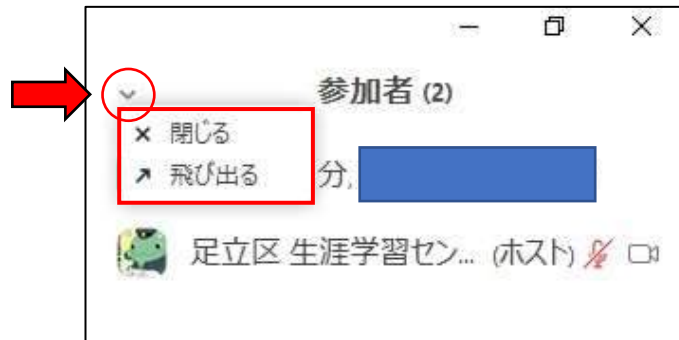 参加者 (2)
× 閉じる
飛び出る
分,
足立区 生涯学習セン... (ホスト)